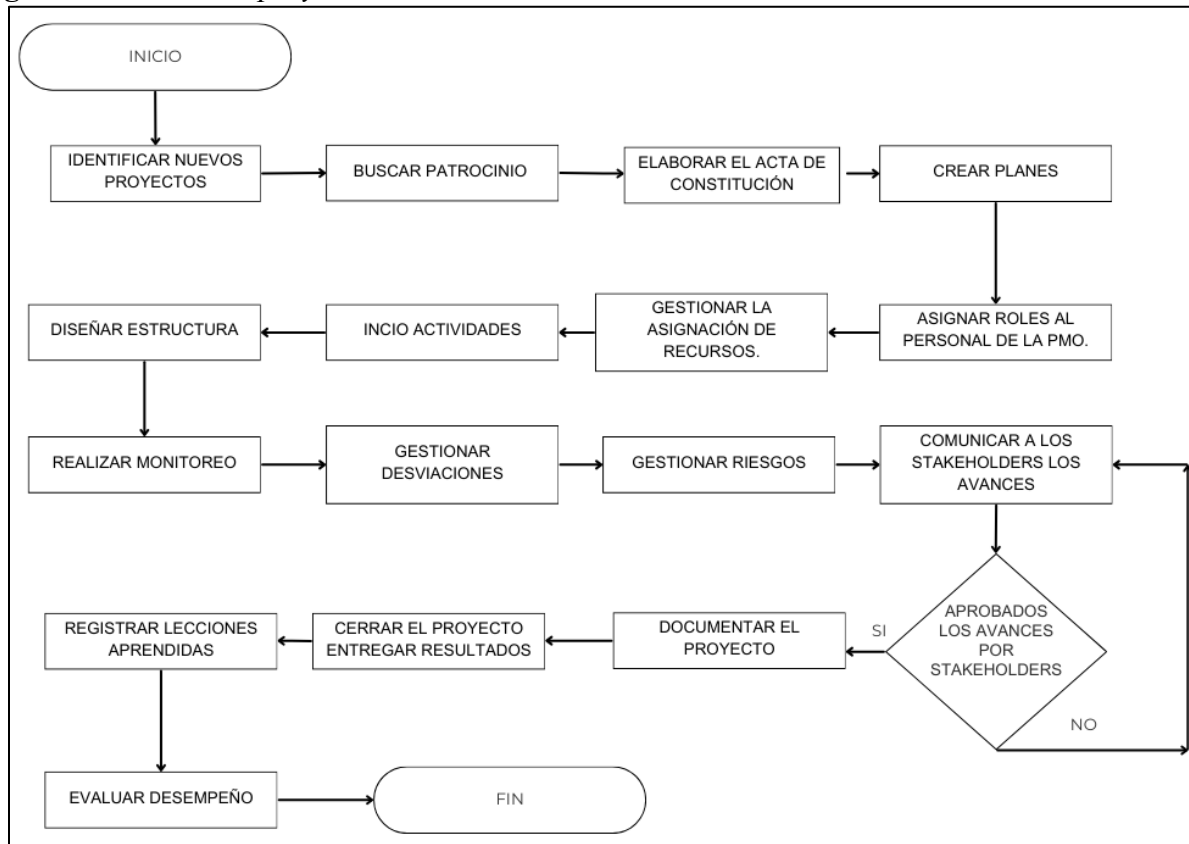 INICIO
IDENTIFICAR NUEVOS
PROYECTOS
BUSCAR PATROCINIO
ELABORAR EL ACTA DE
CONSTITUCIÓN
CREAR PLANES
DISEÑAR ESTRUCTURA
INCIO ACTIVIDADES
GESTIONAR LA
ASIGNACIÓN DE
RECURSOS.
ASIGNAR ROLES AL
PERSONAL DE LA PMO.
REALIZAR MONITOREO
GESTIONAR
DESVIACIONES
GESTIONAR RIESGOS
COMUNICAR A LOS
STAKEHOLDERS LOS
AVANCES
REGISTRAR LECCIONES
APRENDIDAS
CERRAR EL PROYECTO
ENTREGAR RESULTADOS
DOCUMENTAR EL
PROYECTO
SI
APROBADOS
LOS AVANCES
POR
STAKEHOLDERS
NO
EVALUAR DESEMPEÑO
FIN